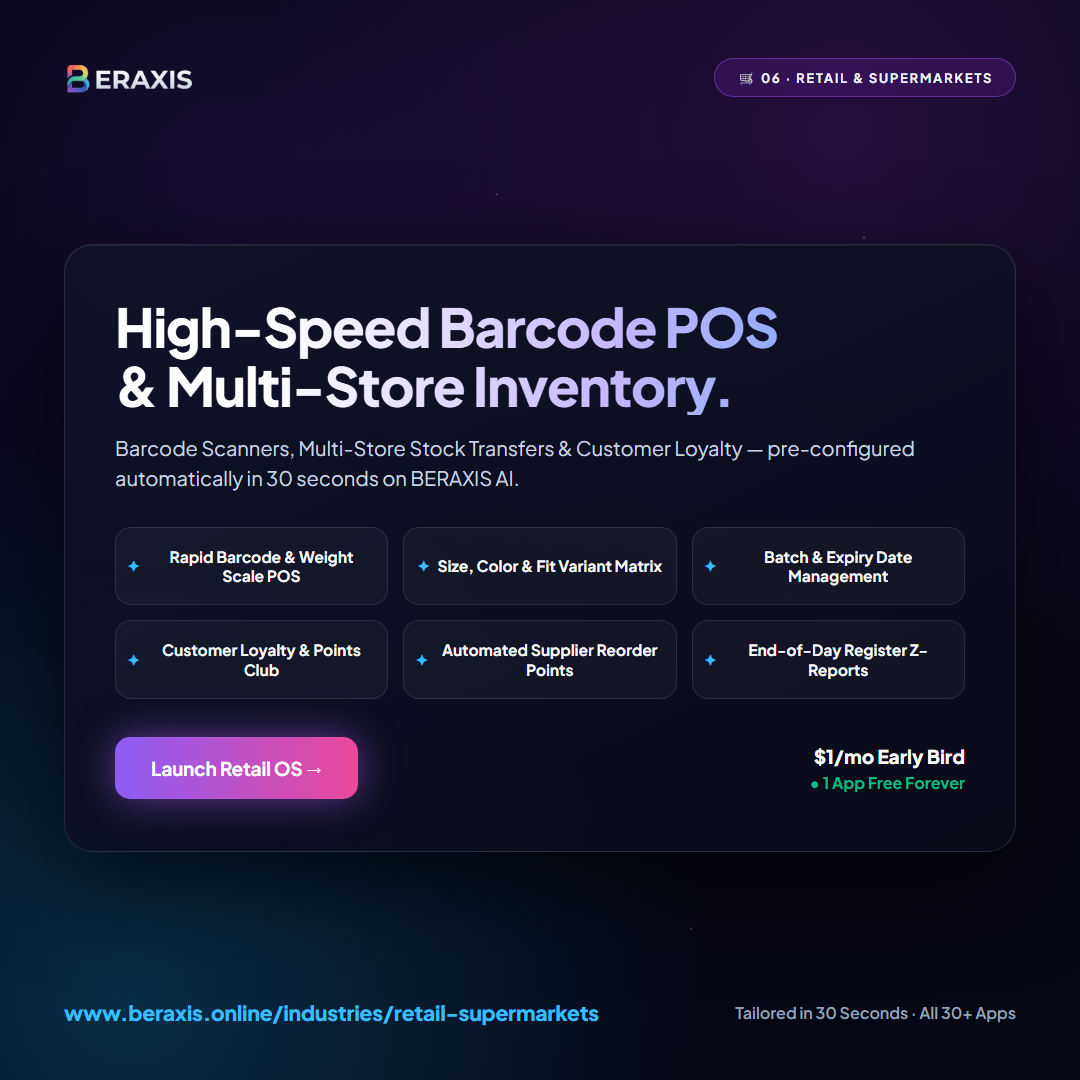 BERAXIS
🛒 06 · RETAIL & SUPERMARKETS
High-Speed Barcode POS
& Multi-Store Inventory.
Barcode Scanners, Multi-Store Stock Transfers & Customer Loyalty — pre-configured
automatically in 30 seconds on BERAXIS AI.
✦ Rapid Barcode & Weight
Scale POS
✦ Size, Color & Fit Variant Matrix
✦ Batch & Expiry Date
Management
✦ Customer Loyalty & Points
Club
✦ Automated Supplier Reorder
Points
✦ End-of-Day Register Z-
Reports
Launch Retail OS →
$1/mo Early Bird
● 1 App Free Forever
www.beraxis.online/industries/retail-supermarkets
Tailored in 30 Seconds · All 30+ Apps